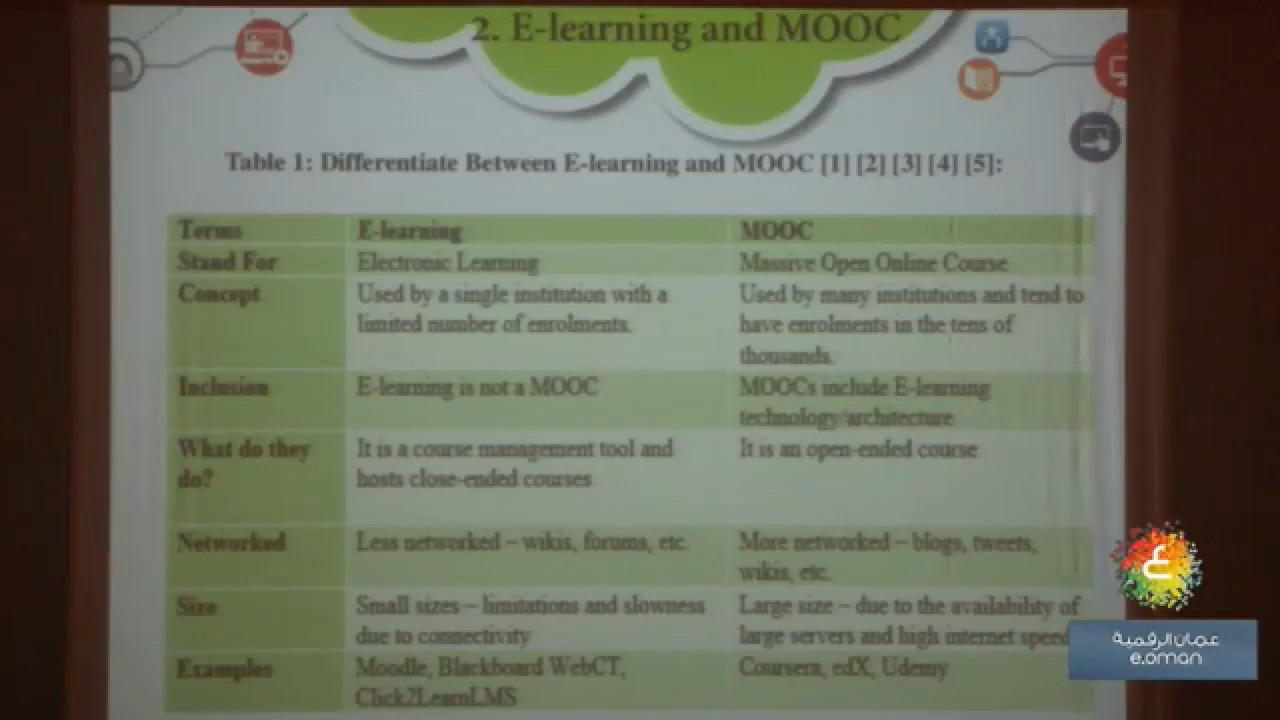 2. E-learning and MOOC
Table 1: Differentiate Between E-learning and MOOC [1] [2] [3] [4] [5]:
Terms E-learning MOOC
Stand For Electronic Learning Massive Open Online Course
Concept Used by a single institution with a Used by many institutions and tend to
limited number of enrolments. have enrolments in the tens of
thousands.
Inclusion E-learning is not a MOOC MOOCs include E-learning
technology/architecture
What do they It is a course management tool and It is an open-ended course
do? hosts close-ended courses
Networked Less networked – wikis, forums, etc. More networked – blogs, tweets,
wikis, etc.
Size Small sizes – limitations and slowness Large size – due to the availability of
due to connectivity large servers and high internet speed
Examples Moodle, Blackboard WebCT, Coursera, edX, Udemy
Click2LearnLMS
ع
عمان الرقمية
e.oman